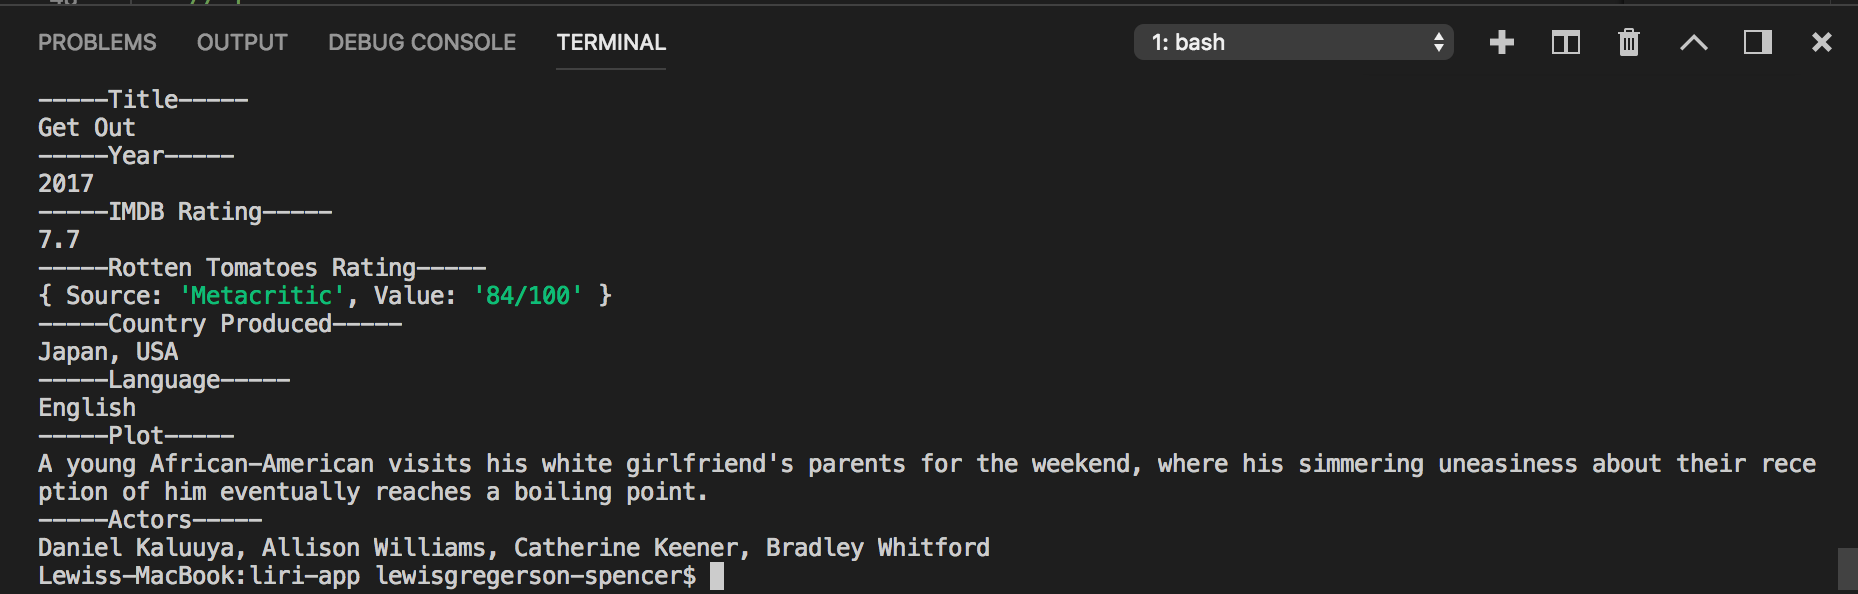 PROBLEMS OUTPUT DEBUG CONSOLE TERMINAL 1: bash
-----Title-----
Get Out
-----Year-----
2017
-----IMDB Rating-----
7.7
-----Rotten Tomatoes Rating-----
{ Source: 'Metacritic', Value: '84/100' }
-----Country Produced-----
Japan, USA
-----Language-----
English
-----Plot-----
A young African-American visits his white girlfriend's parents for the weekend, where his simmering uneasiness about their rece
ption of him eventually reaches a boiling point.
-----Actors-----
Daniel Kaluuya, Allison Williams, Catherine Keener, Bradley Whitford
Lewiss-MacBook:liri-app lewisgregerson-spencer$